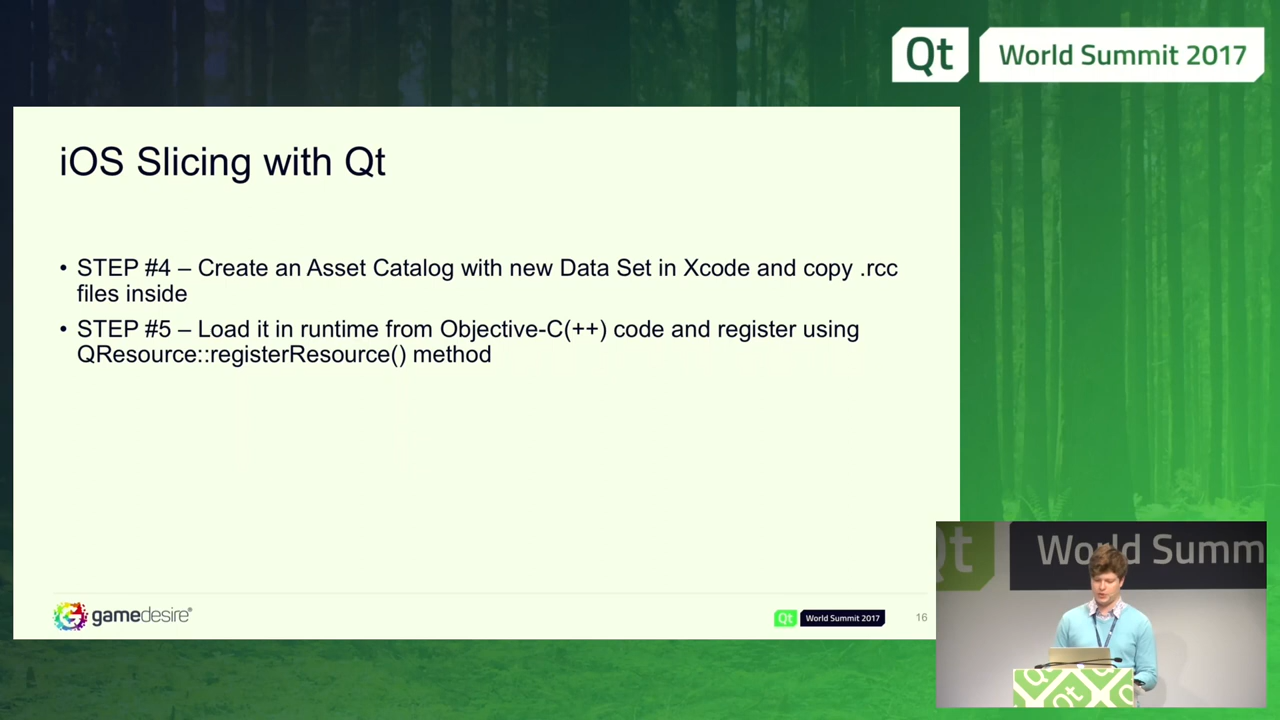 Qt World Summit 2017
iOS Slicing with Qt
• STEP #4 – Create an Asset Catalog with new Data Set in Xcode and copy .rcc
files inside
• STEP #5 – Load it in runtime from Objective-C(++) code and register using
QResource::registerResource() method
gamedesire®
Qt World Summit 2017
16
Qt World Summ
Qt